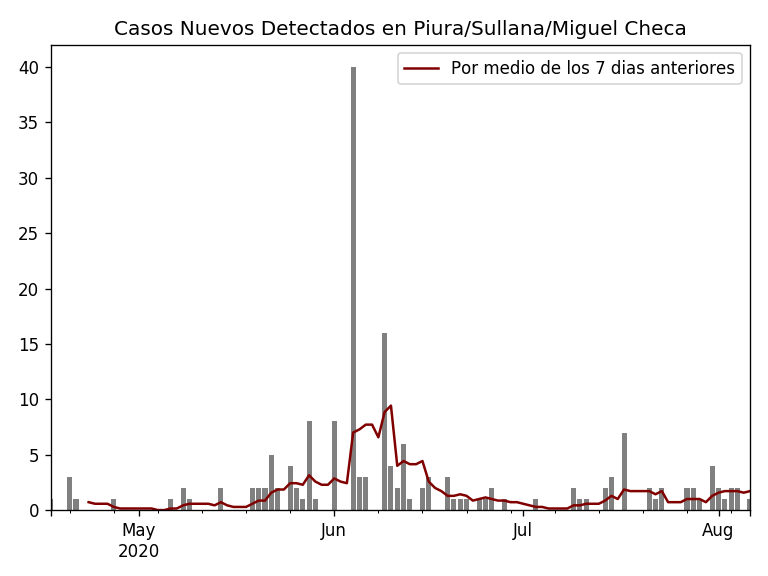 Casos Nuevos Detectados en Piura/Sullana/Miguel Checa
Por medio de los 7 dias anteriores
40
35
30
25
20
15
10
5
0
May
2020
Jun
Jul
Aug